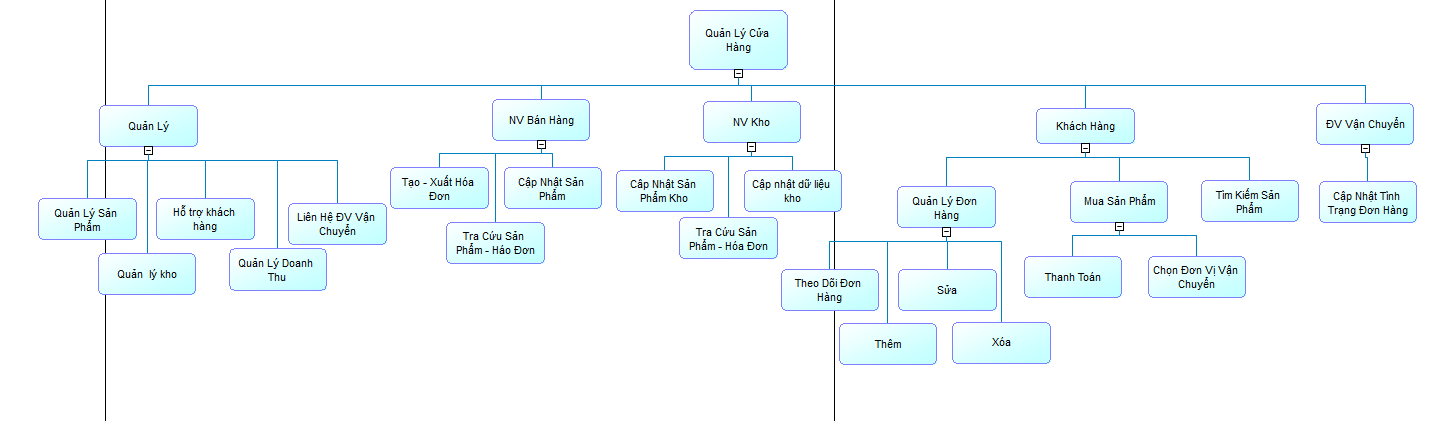 Quản Lý Cửa
Hàng
Quản Lý
NV Bán Hàng
NV Kho
Khách Hàng
ĐV Vận Chuyển
Quản Lý Sản
Phẩm
Quản lý kho
Hỗ trợ khách
hàng
Quản Lý Doanh
Thu
Liên Hệ ĐV Vận
Chuyển
Tạo - Xuất Hóa
Đơn
Tra Cứu Sản
Phẩm - Háo Đơn
Cập Nhật Sản
Phẩm
Cập Nhật Sản
Phẩm Kho
Tra Cứu Sản
Phẩm - Hóa Đơn
Cập nhật dữ liệu
kho
Quản Lý Đơn
Hàng
Mua Sản Phẩm
Tìm Kiếm Sản
Phẩm
Cập Nhật Tình
Trạng Đơn Hàng
Theo Dõi Đơn
Hàng
Thêm
Sửa
Xóa
Thanh Toán
Chọn Đơn Vị Vận
Chuyển